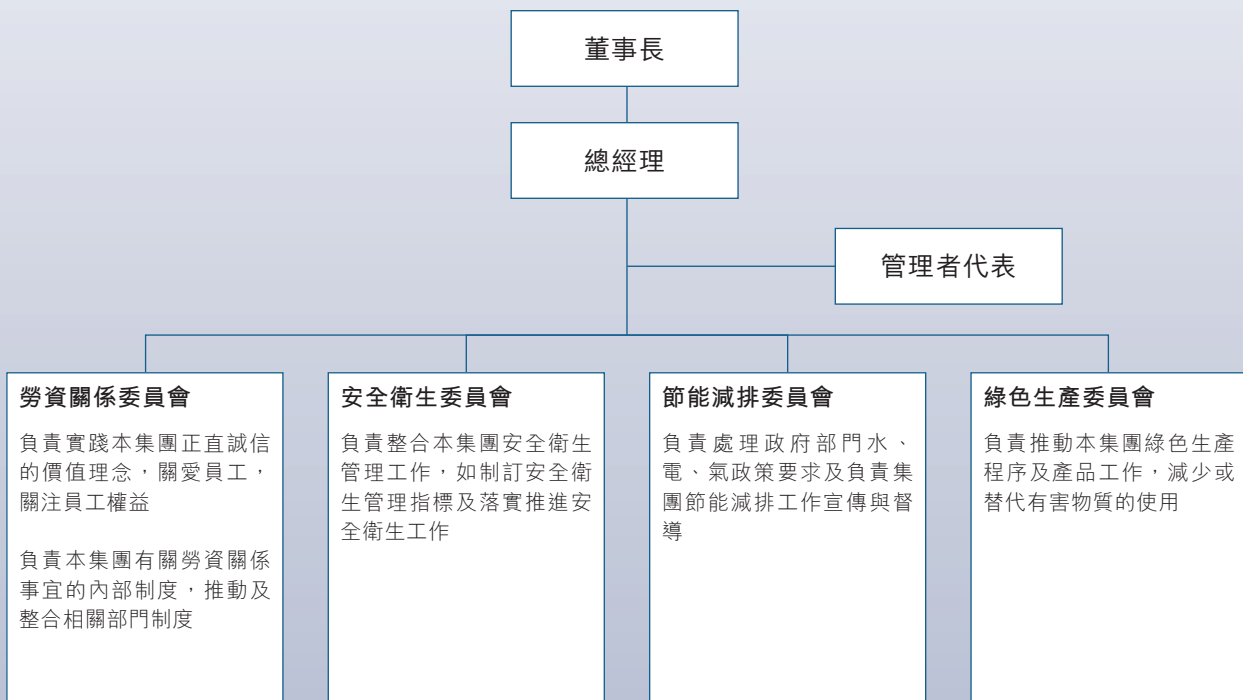 董事長
總經理
管理者代表
勞資關係委員會
負責實踐本集團正直誠信
的價值理念，關愛員工，
關注員工權益
負責本集團有關勞資關係
事宜的內部制度，推動及
整合相關部門制度
安全衛生委員會
負責整合本集團安全衛生
管理工作，如制訂安全衛
生管理指標及落實推進安
全衛生工作
節能減排委員會
負責處理政府部門水、
電、氣政策要求及負責集
團節能減排工作宣傳與督
導
綠色生產委員會
負責推動本集團綠色生產
程序及產品工作，減少或
替代有害物質的使用